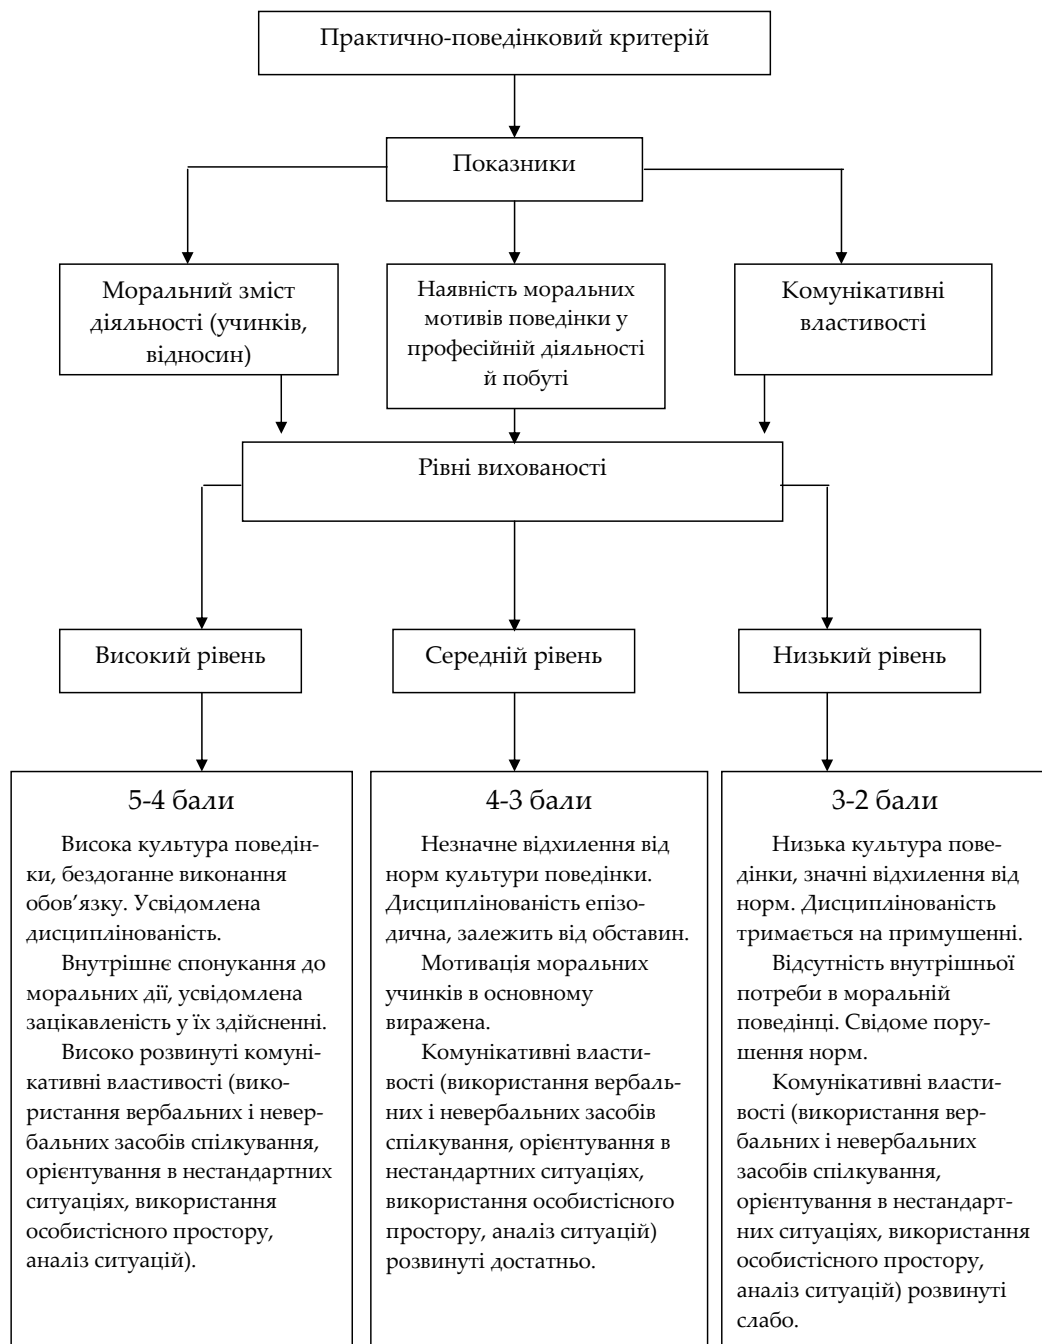 Практично-поведінковий критерій
Показники
Моральний зміст
діяльності (учинків,
відносин)
Наявність моральних
мотивів поведінки у
професійній діяльності
й побуті
Комунікативні
властивості
Рівні вихованості
Високий рівень
Середній рівень
Низький рівень
5-4 бали
Висока культура поведін-
ки, бездоганне виконання
обов’язку. Усвідомлена
дисциплінованість.
Внутрішнє спонукання до
моральних дії, усвідомлена
зацікавленість у їх здійсненні.
Високо розвинуті комуні-
кативні властивості (вико-
ристання вербальних і невер-
бальних засобів спілкування,
орієнтування в нестандартних
ситуаціях, використання
особистісного простору,
аналіз ситуацій).
4-3 бали
Незначне відхилення від
норм культури поведінки.
Дисциплінованість епізо-
дична, залежить від обставин.
Мотивація моральних
учинків в основному
виражена.
Комунікативні власти-
вості (використання вербаль-
них і невербальних засобів
спілкування, орієнтування в
нестандартних ситуаціях,
використання особистісного
простору, аналіз ситуацій)
розвинуті достатньо.
3-2 бали
Низька культура пове-
дінки, значні відхилення від
норм. Дисциплінованість
тримається на примушенні.
Відсутність внутрішньої
потреби в моральній
поведінці. Свідоме пору-
шення норм.
Комунікативні власти-
вості (використання вер-
бальних і невербальних
засобів спілкування,
орієнтування в нестандарт-
них ситуаціях, використання
особистісного простору,
аналіз ситуацій) розвинуті
слабо.